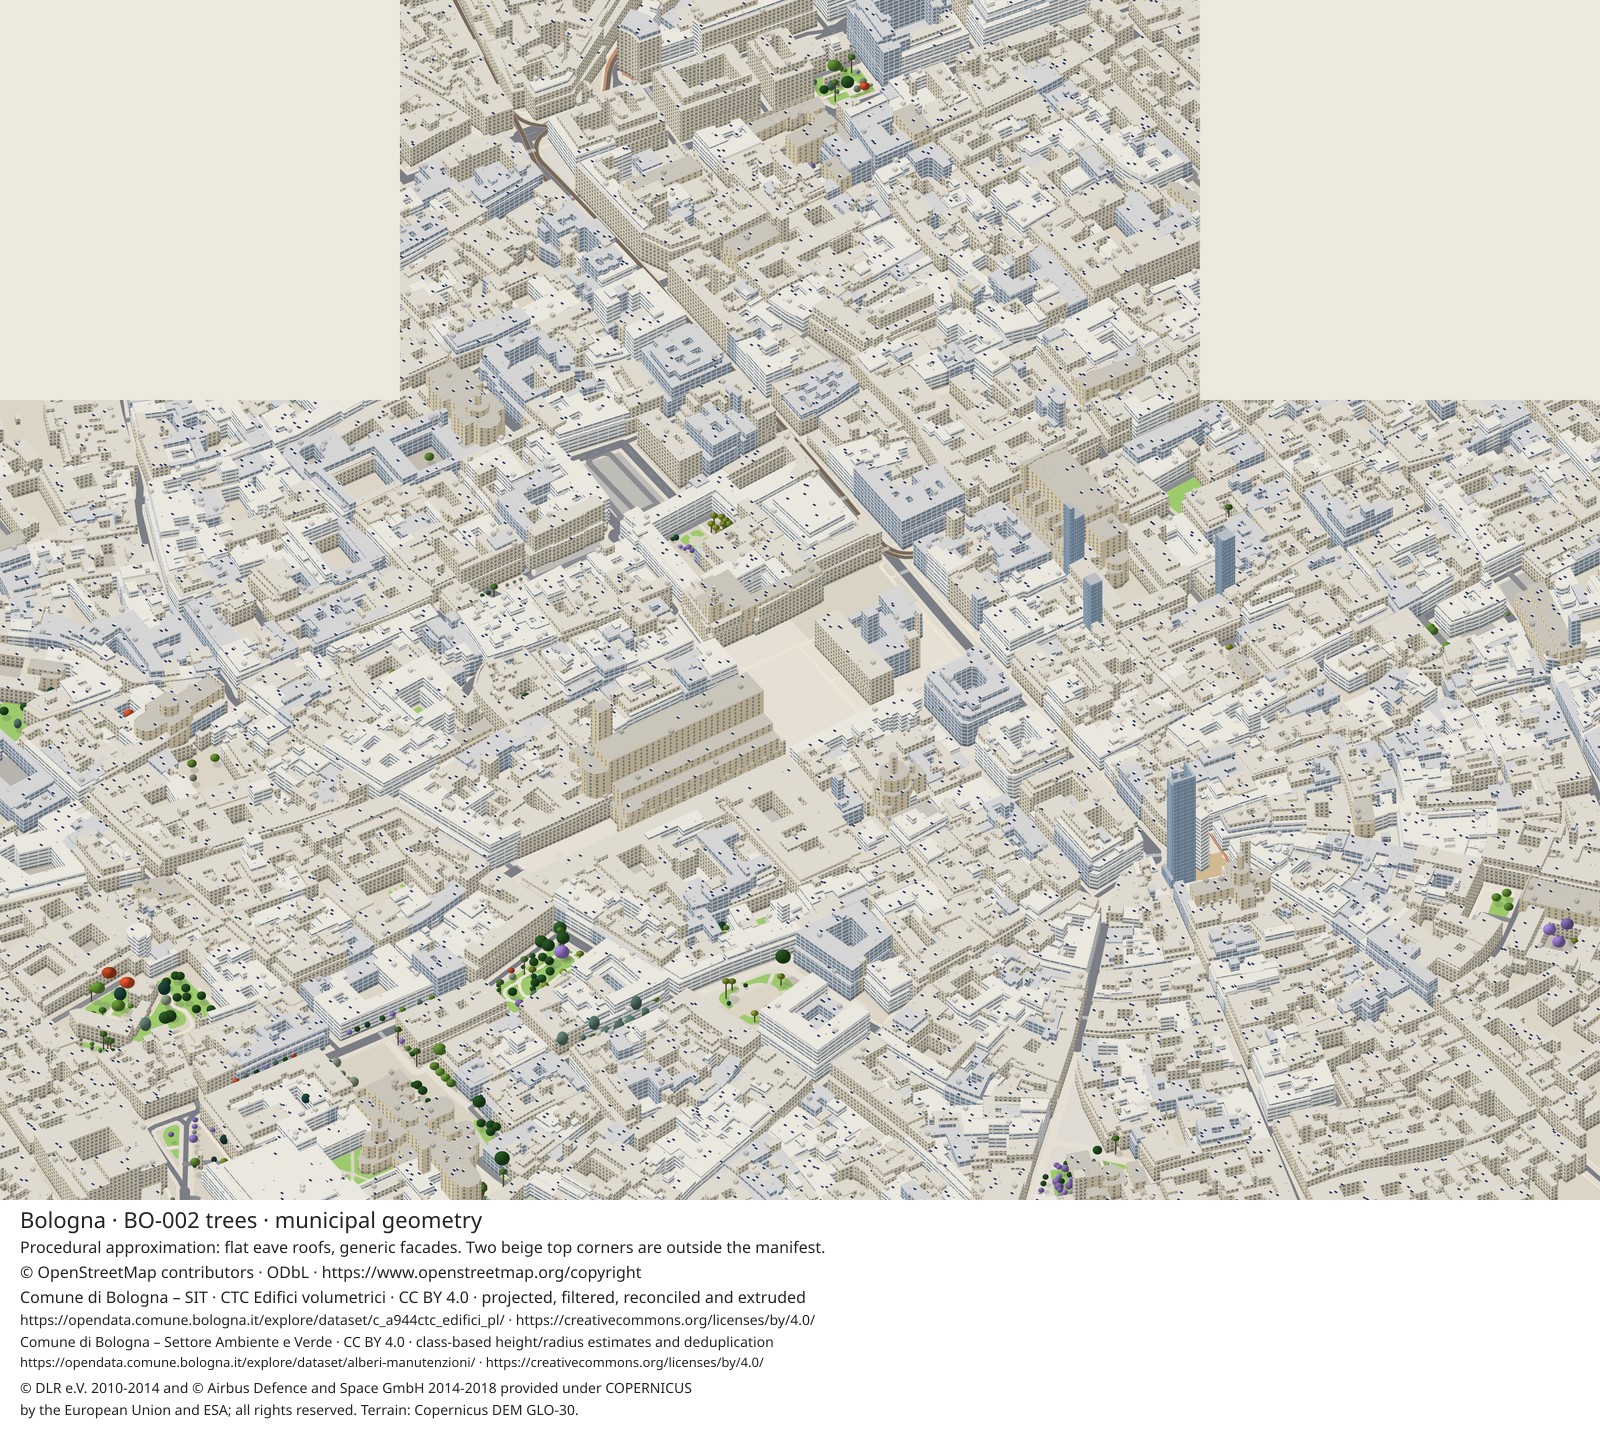 Bologna · BO-002 trees · municipal geometry
Procedural approximation: flat eave roofs, generic facades. Two beige top corners are outside the manifest.
© OpenStreetMap contributors · ODbL · https://www.openstreetmap.org/copyright
Comune di Bologna – SIT · CTC Edifici volumetrici · CC BY 4.0 · projected, filtered, reconciled and extruded
https://opendata.comune.bologna.it/explore/dataset/c_a944ctc_edifici_pl/ · https://creativecommons.org/licenses/by/4.0/
Comune di Bologna – Settore Ambiente e Verde · CC BY 4.0 · class-based height/radius estimates and deduplication
https://opendata.comune.bologna.it/explore/dataset/alberi-manutenzioni/ · https://creativecommons.org/licenses/by/4.0/
© DLR e.V. 2010-2014 and © Airbus Defence and Space GmbH 2014-2018 provided under COPERNICUS
by the European Union and ESA; all rights reserved. Terrain: Copernicus DEM GLO-30.